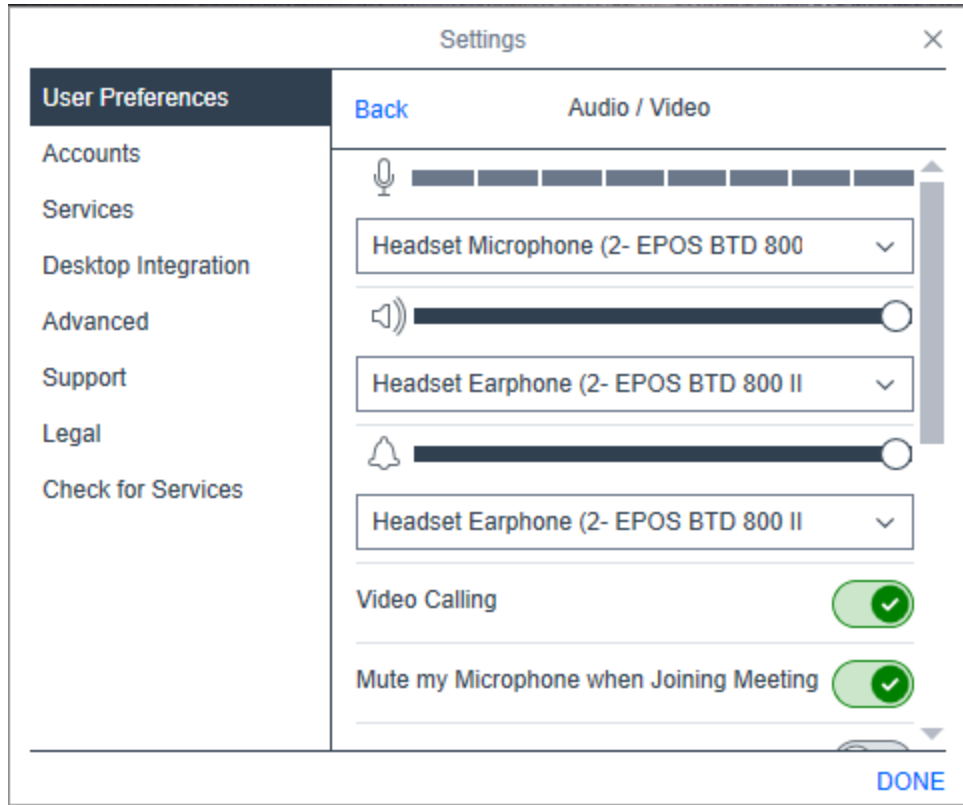 Settings
User Preferences
Accounts
Services
Desktop Integration
Advanced
Support
Legal
Check for Services
Back
Audio / Video
Headset Microphone (2- EPOS BTD 800
Headset Earphone (2- EPOS BTD 800 II
Headset Earphone (2- EPOS BTD 800 II
Video Calling
Mute my Microphone when Joining Meeting
DONE